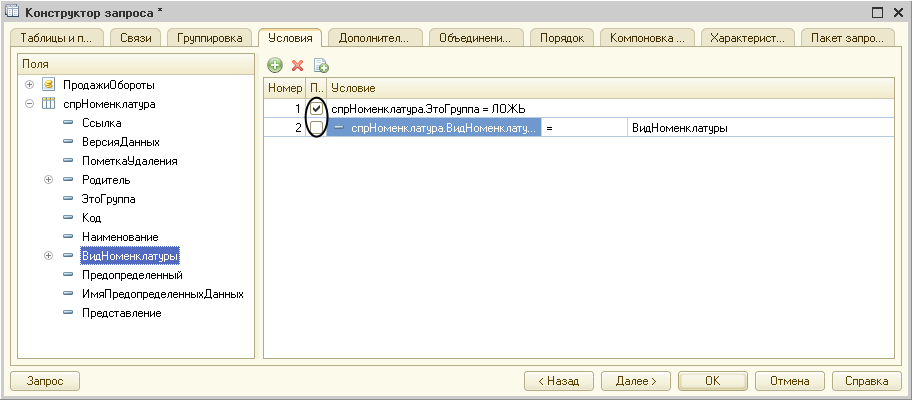 Конструктор запроса *
Таблицы и п... Связи Группировка Условия Дополнител... Объединени... Порядок Компоновка ... Характерист... Пакет запро...
Поля
ПродажиОбороты
спрНоменклатура
Ссылка
ВерсияДанных
ПометкаУдаления
Родитель
ЭтоГруппа
Код
Наименование
ВидНоменклатуры
Предопределенный
ИмяПредопределенныхДанных
Представление
Номер П.. Условие
1 спрНоменклатура.ЭтоГруппа = ЛОЖЬ
2 спрНоменклатура.ВидНоменклату... = ВидНоменклатуры
Запрос < Назад Далее > OK Отмена Справка